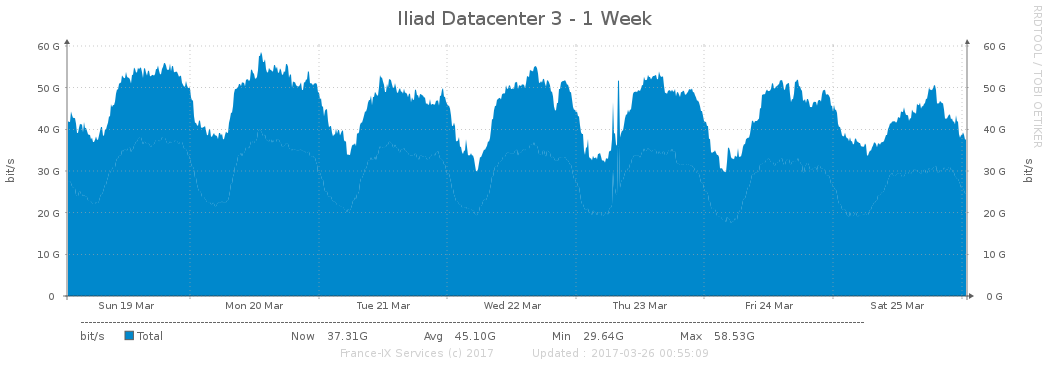 Iliad Datacenter 3 - 1 Week
RRDTOOL / TOBI OETIKER
60 G 60 G
50 G 50 G
40 G 40 G
30 G 30 G
20 G 20 G
10 G 10 G
0 0 G
bit/s bit/s
Sun 19 Mar Mon 20 Mar Tue 21 Mar Wed 22 Mar Thu 23 Mar Fri 24 Mar Sat 25 Mar
bit/s Total Now 37.31G Avg 45.10G Min 29.64G Max 58.53G
France-IX Services (c) 2017 Updated : 2017-03-26 00:55:09